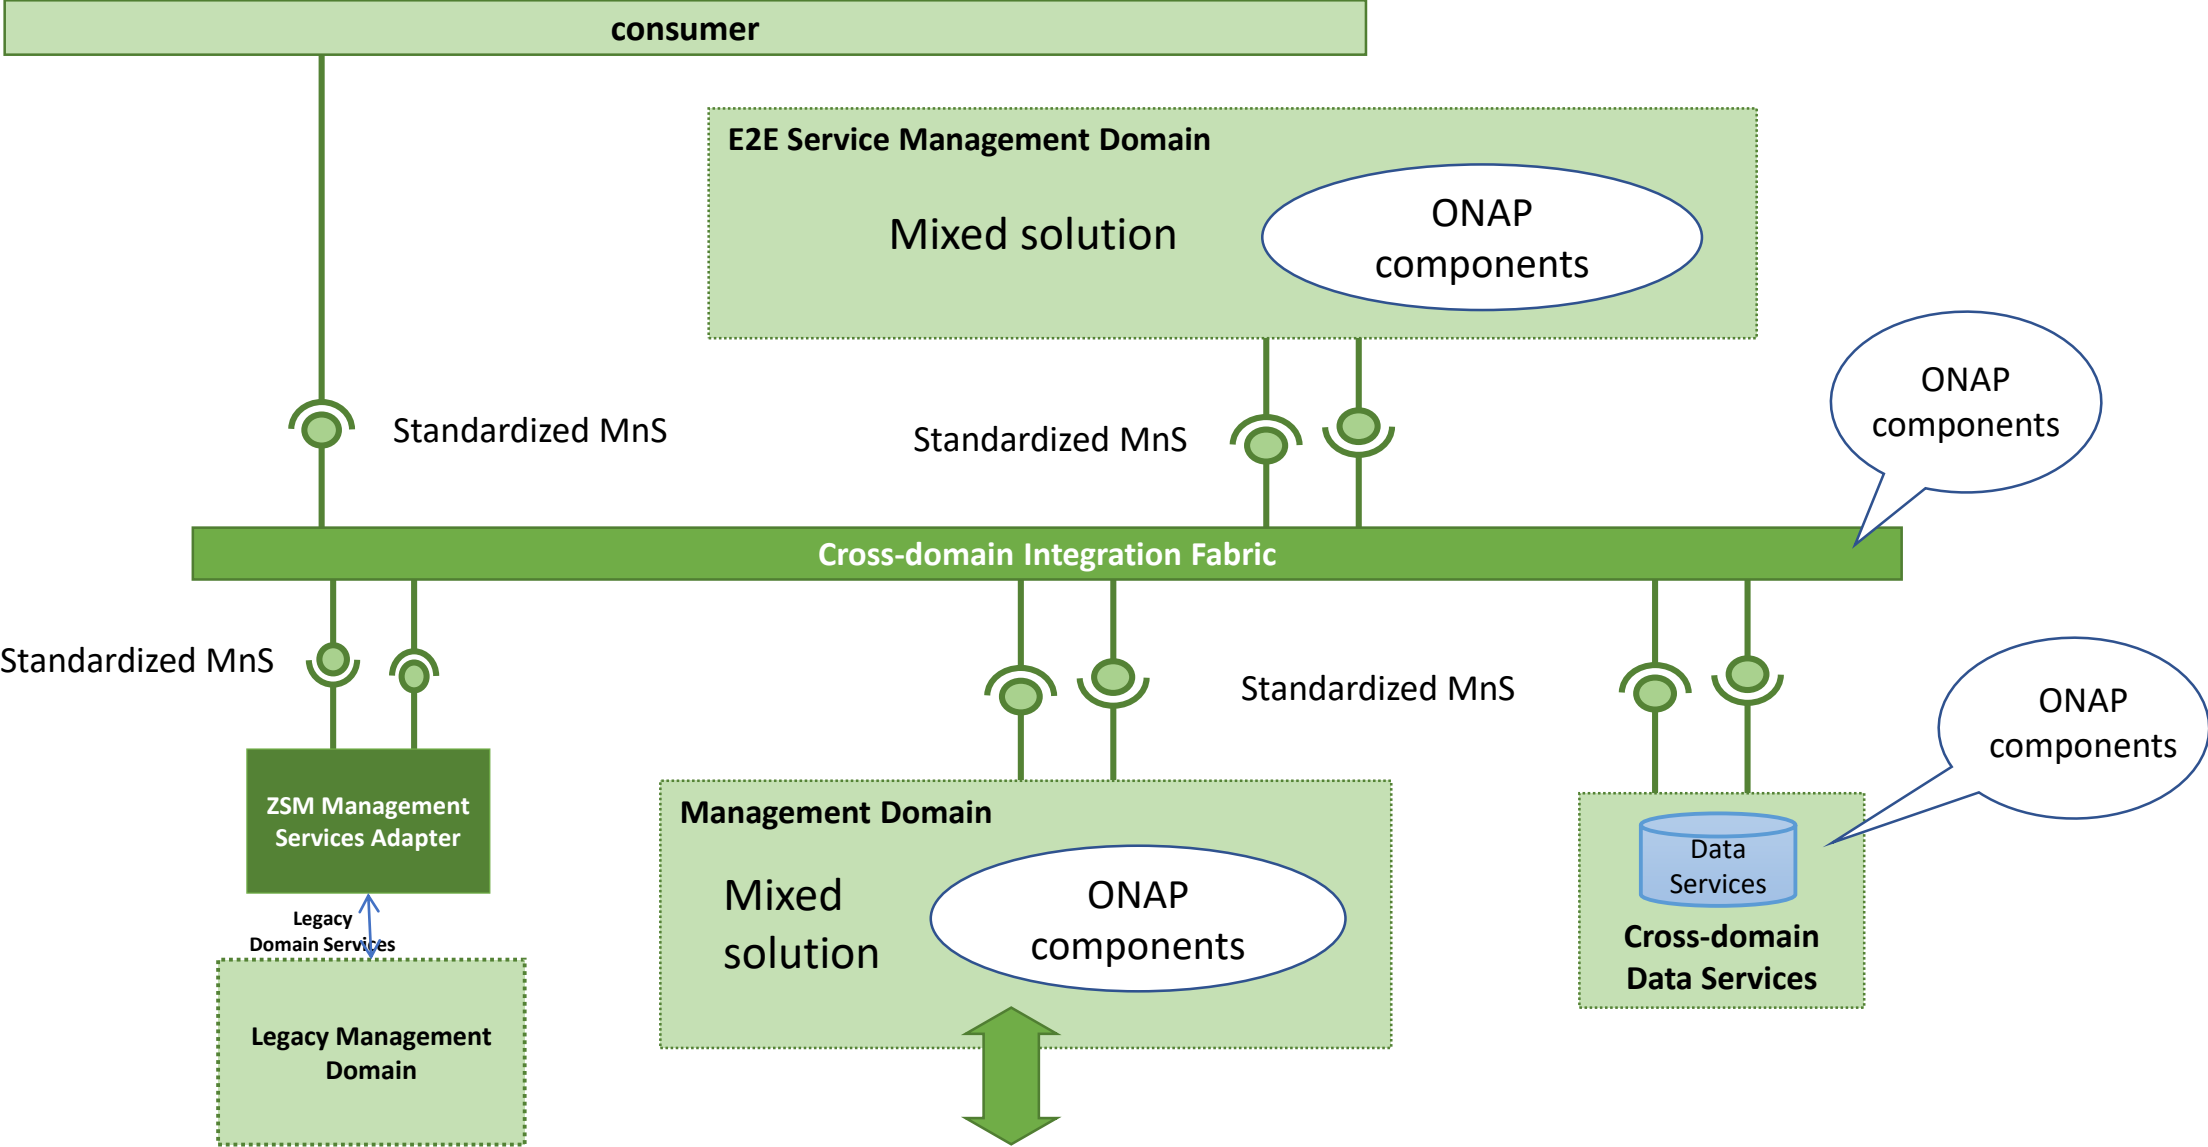 consumer
E2E Service Management Domain
Mixed solution
ONAP
components
ONAP
components
Standardized MnS
Standardized MnS
Cross-domain Integration Fabric
Standardized MnS
Standardized MnS
ONAP
components
ZSM Management
Services Adapter
Legacy
Domain Services
Legacy Management
Domain
Management Domain
Mixed
solution
ONAP
components
Data
Services
Cross-domain
Data Services